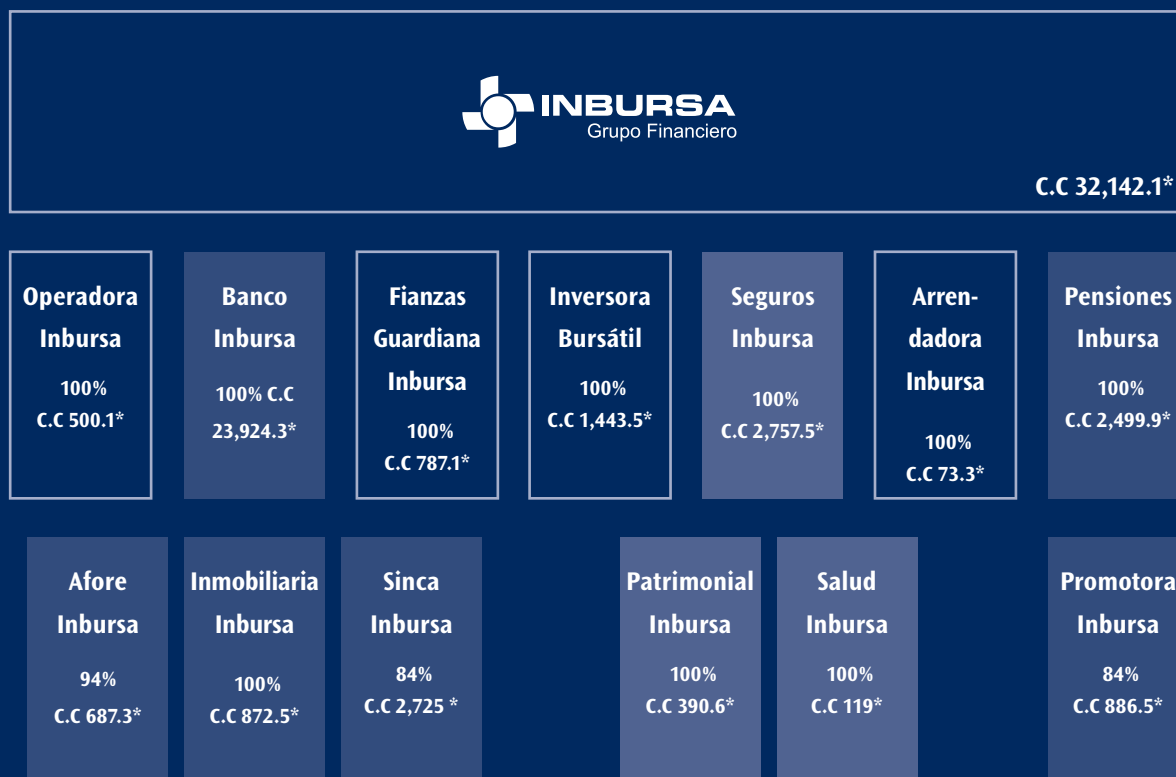 INBURSA
Grupo Financiero
C.C 32,142.1*
Operadora
Inbursa
100%
C.C 500.1*
Banco
Inbursa
100% C.C
23,924.3*
Fianzas
Guardiana
Inbursa
100%
C.C 787.1*
Inversora
Bursátil
100%
C.C 1,443.5*
Seguros
Inbursa
100%
C.C 2,757.5*
Arren-
dadora
Inbursa
100%
C.C 73.3*
Pensiones
Inbursa
100%
C.C 2,499.9*
Afore
Inbursa
94%
C.C 687.3*
Inmobiliaria
Inbursa
100%
C.C 872.5*
Sinca
Inbursa
84%
C.C 2,725 *
Patrimonial
Inbursa
100%
C.C 390.6*
Salud
Inbursa
100%
C.C 119*
Promotora
Inbursa
84%
C.C 886.5*